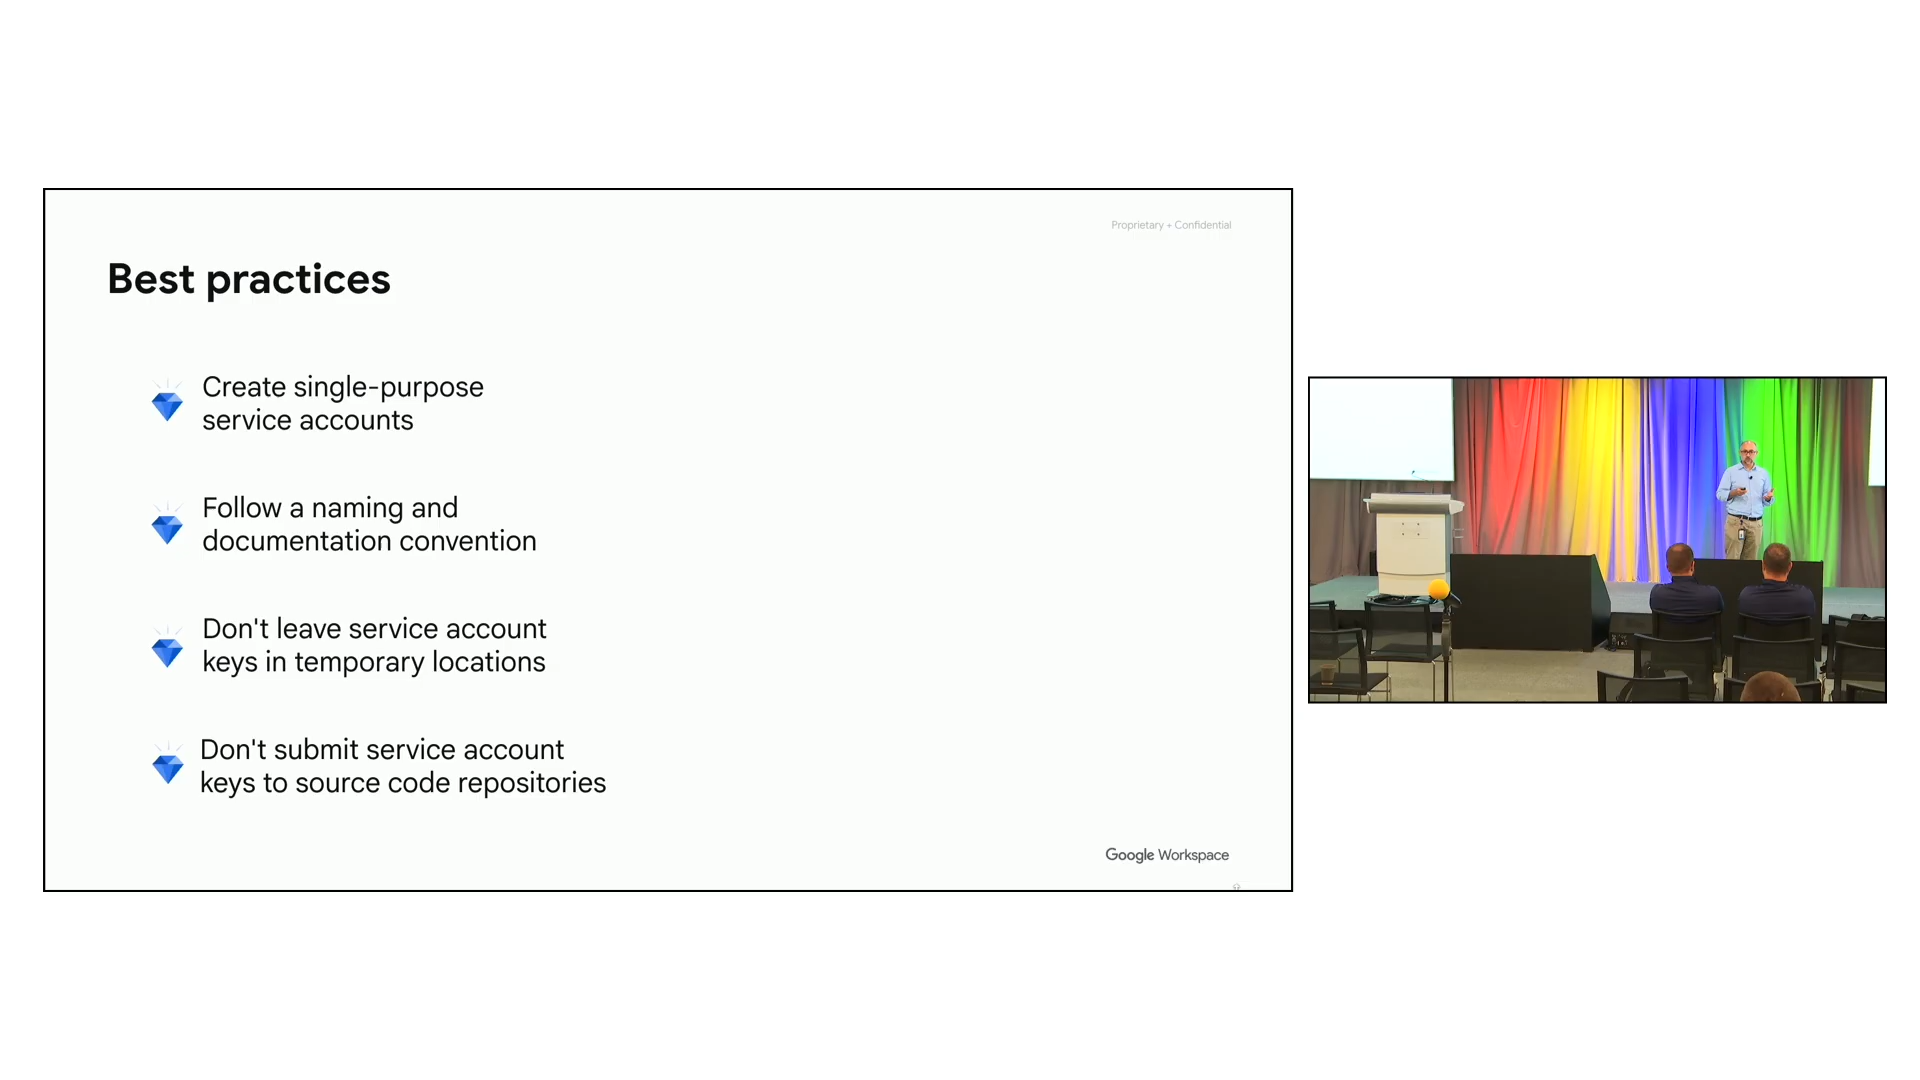 Proprietary + Confidential
Best practices
Create single-purpose
service accounts
Follow a naming and
documentation convention
Don't leave service account
keys in temporary locations
Don't submit service account
keys to source code repositories
Google Workspace